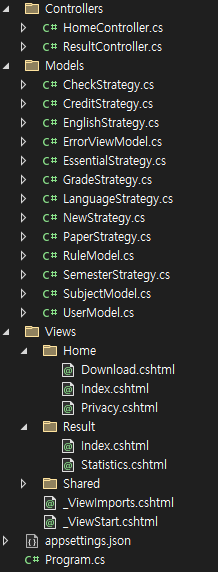 Controllers
C# HomeController.cs
C# ResultController.cs
Models
C# CheckStrategy.cs
C# CreditStrategy.cs
C# EnglishStrategy.cs
C# ErrorViewModel.cs
C# EssentialStrategy.cs
C# GradeStrategy.cs
C# LanguageStrategy.cs
C# NewStrategy.cs
C# PaperStrategy.cs
C# RuleModel.cs
C# SemesterStrategy.cs
C# SubjectModel.cs
C# UserModel.cs
Views
Home
@ Download.cshtml
@ Index.cshtml
@ Privacy.cshtml
Result
@ Index.cshtml
@ Statistics.cshtml
Shared
@ _ViewImports.cshtml
@ _ViewStart.cshtml
appsettings.json
C# Program.cs